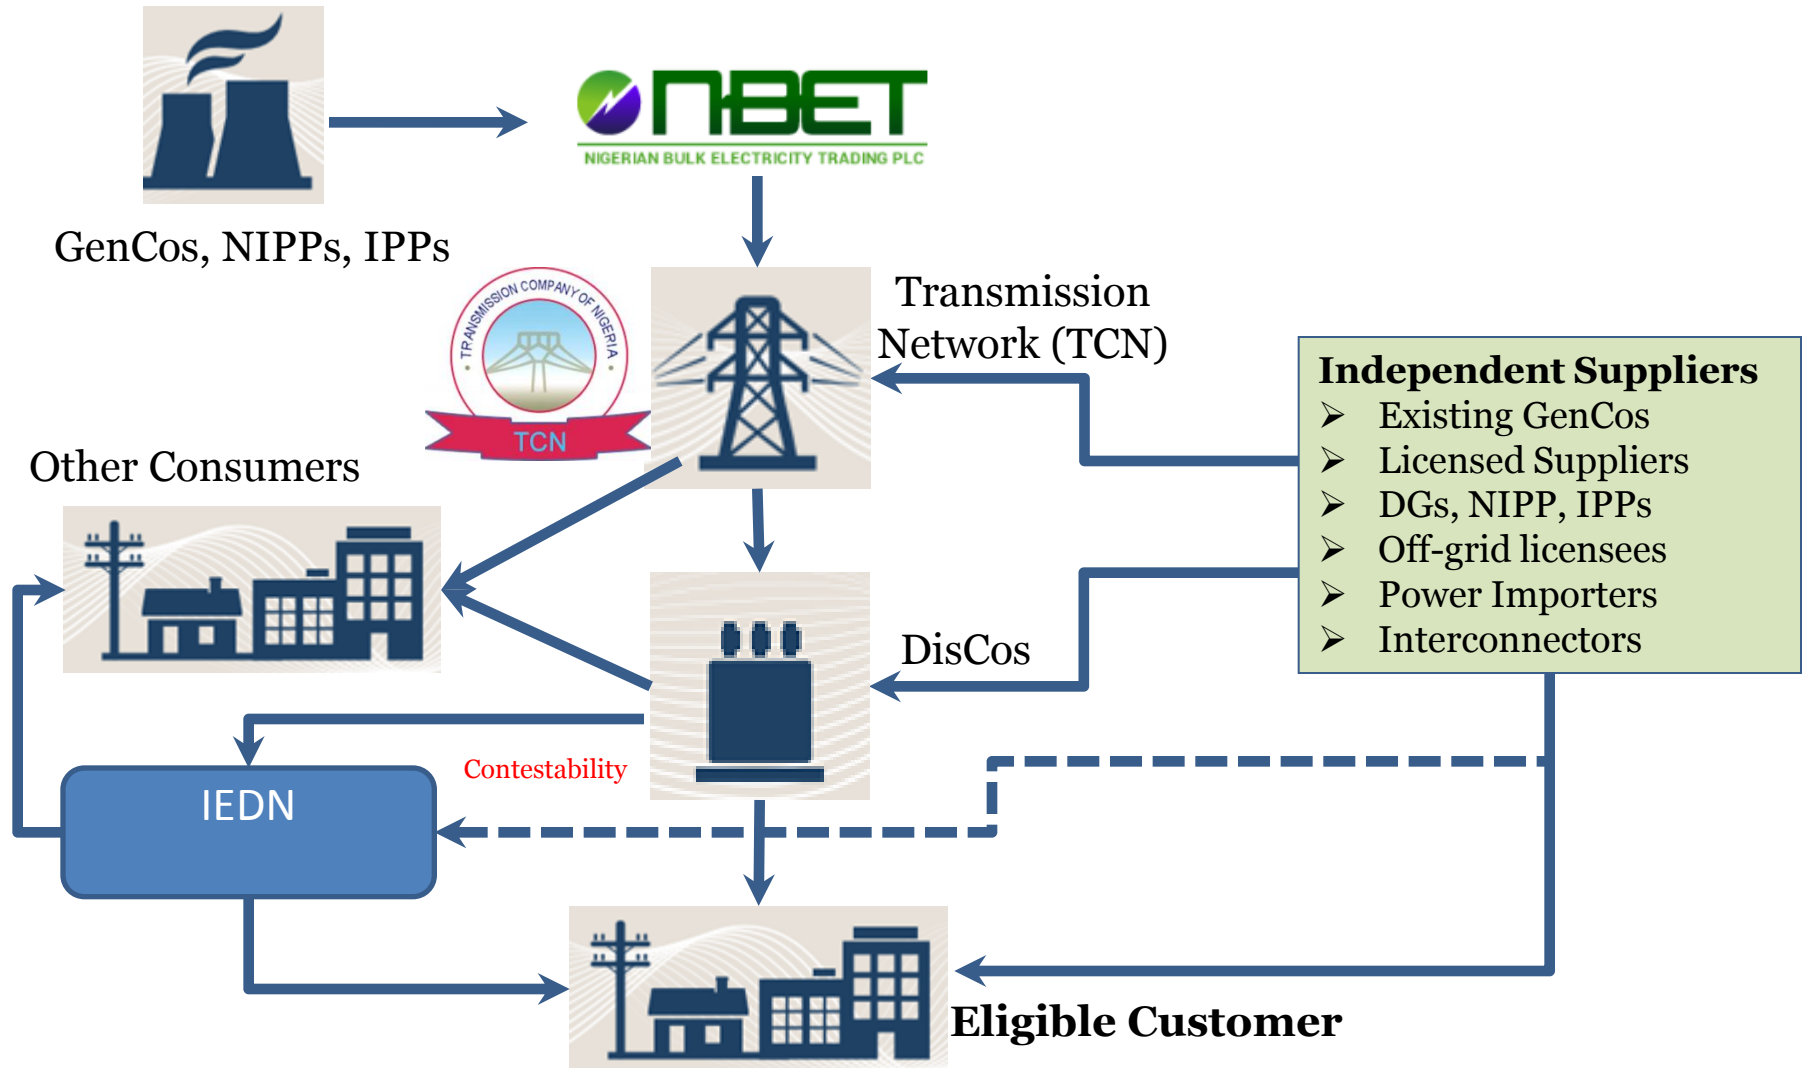 NBET
NIGERIAN BULK ELECTRICITY TRADING PLC
GenCos, NIPPs, IPPs
TRANSMISSION COMPANY OF NIGERIA
TCN
Transmission
Network (TCN)
Independent Suppliers
➢ Existing GenCos
➢ Licensed Suppliers
➢ DGs, NIPP, IPPs
➢ Off-grid licensees
➢ Power Importers
➢ Interconnectors
Other Consumers
DisCos
Contestability
IEDN
Eligible Customer